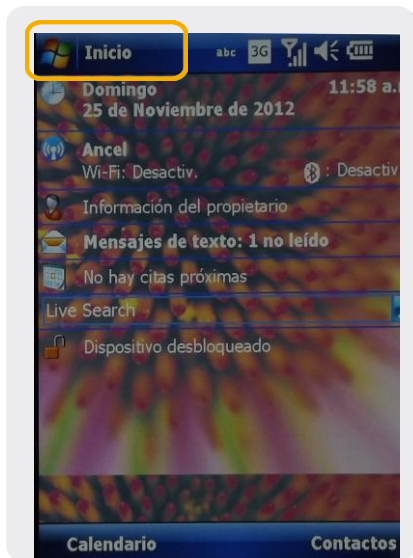 Inicio abc 3G
Domingo 11:58 a.
25 de Noviembre de 2012
Ancel
Wi-Fi: Desactiv. : Desactiv
Información del propietario
Mensajes de texto: 1 no leído
No hay citas próximas
Live Search
Dispositivo desbloqueado
Calendario Contactos